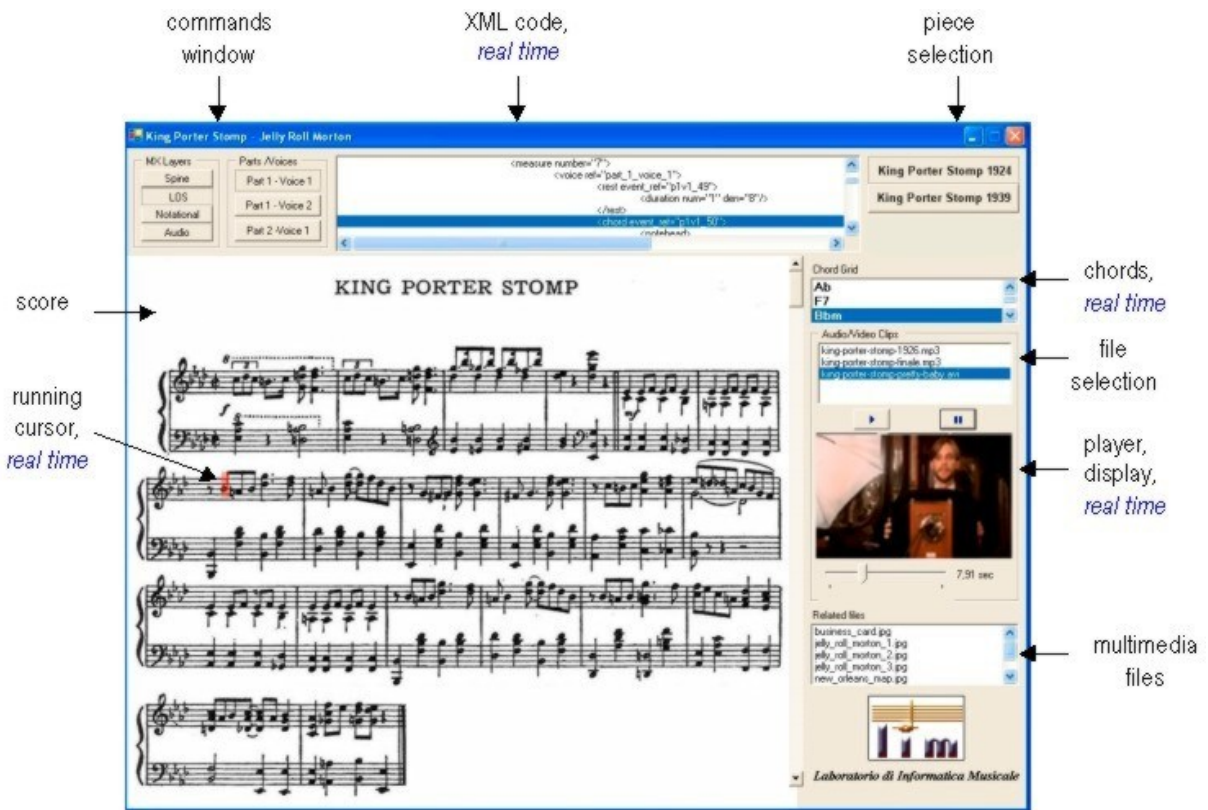 commands
window
XML code,
real time
piece
selection
King Porter Stomp - Jelly Roll Morton
MX Layers
Spine
LOS
Notational
Audio
Parts /Voices
Part 1 - Voice 1
Part 1 - Voice 2
Part 2 -Voice 1
<measure number="7">
<voice ref="part_1_voice_1">
<rest event_ref="p1v1_49">
<duration num="1" den="8"/>
</rest>
<chord event_ref="p1v1_50">
<notehead>
King Porter Stomp 1924
King Porter Stomp 1939
score
KING PORTER STOMP
running
cursor,
real time
8
3
3
f
mf
Chord Grid
Ab
F7
Bbm
chords,
real time
Audio/Video Clips
king-porter-stomp-1926.mp3
king-porter-stomp-finale.mp3
king-porter-stomp-pretty-baby.avi
file
selection
player,
display,
real time
7,91 sec
Related files
business_card.jpg
jelly_roll_morton_1.jpg
jelly_roll_morton_2.jpg
jelly_roll_morton_3.jpg
new_orleans_map.jpg
multimedia
files
lim
Laboratorio di Informatica Musicale